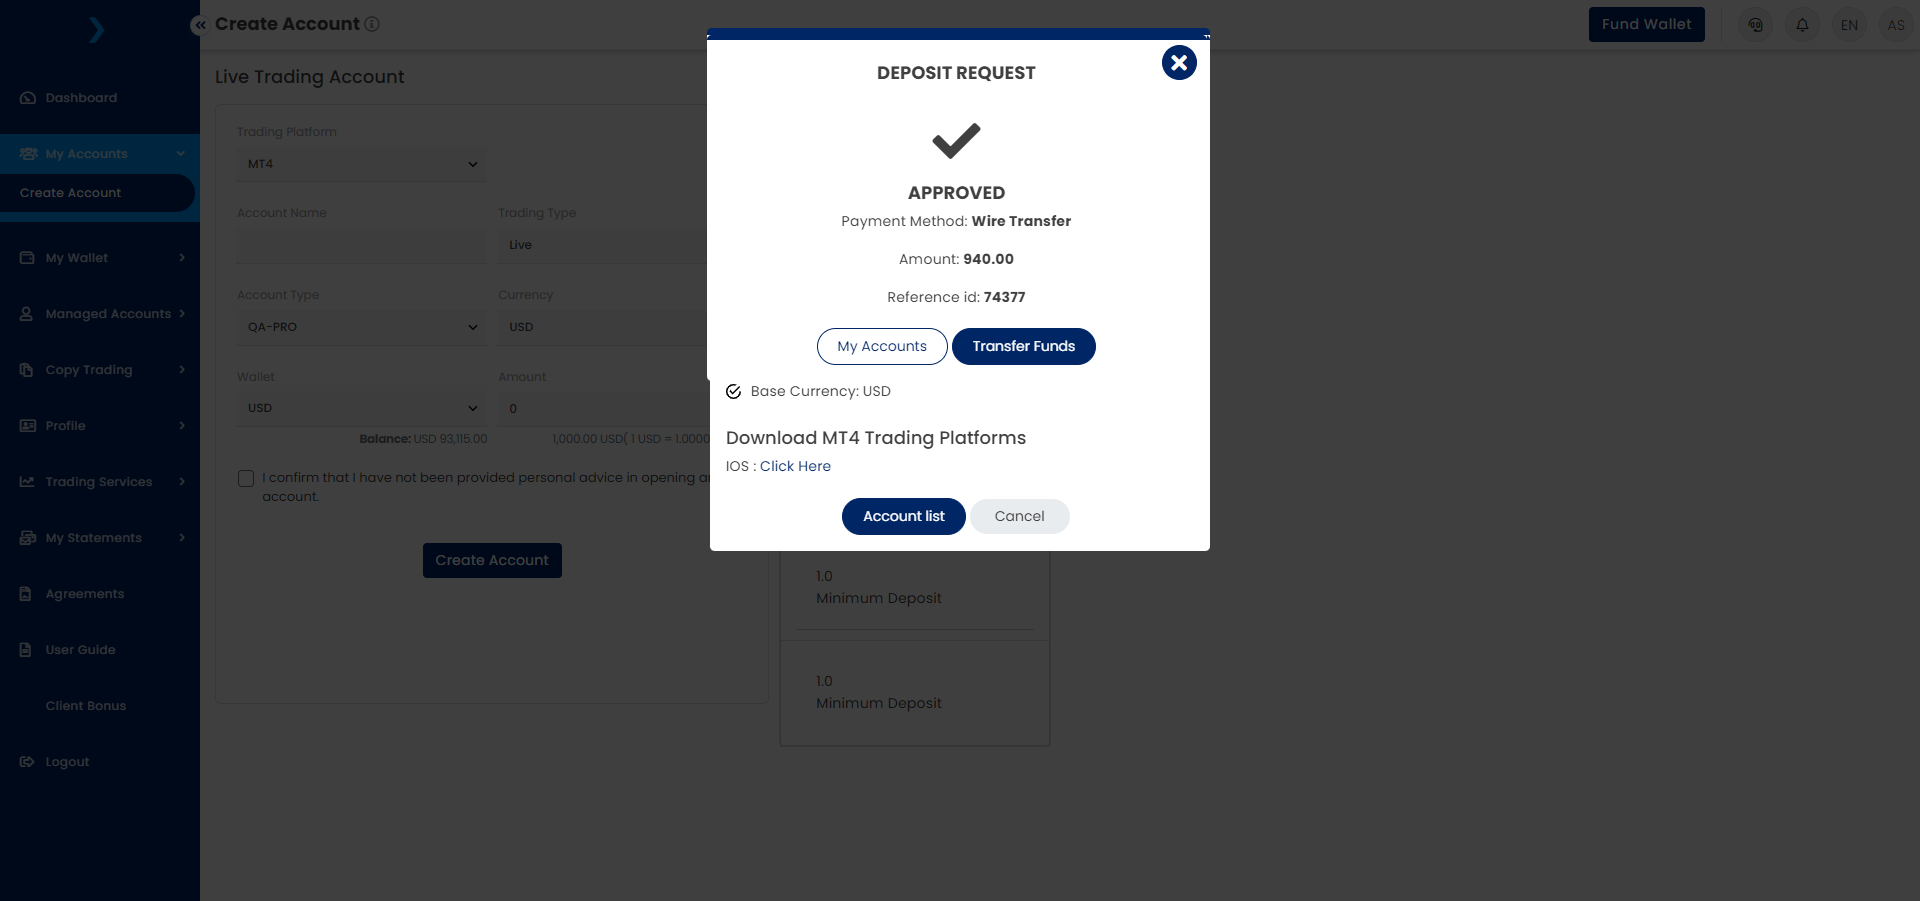 Create Account
Fund Wallet
EN
AS
Dashboard
My Accounts
Create Account
My Wallet
Managed Accounts
Copy Trading
Profile
Trading Services
My Statements
Agreements
User Guide
Client Bonus
Logout
Live Trading Account
Trading Platform
MT4
Account Name
Trading Type
Live
Account Type
Currency
QA-PRO
USD
Wallet
Amount
USD
0
Balance: USD 93,115.00
1,000.00 USD( 1 USD = 1.0000
I confirm that I have not been provided personal advice in opening
account.
Create Account
DEPOSIT REQUEST
APPROVED
Payment Method: Wire Transfer
Amount: 940.00
Reference id: 74377
My Accounts
Transfer Funds
Base Currency: USD
Download MT4 Trading Platforms
IOS : Click Here
Account list
Cancel
1.0
Minimum Deposit
1.0
Minimum Deposit